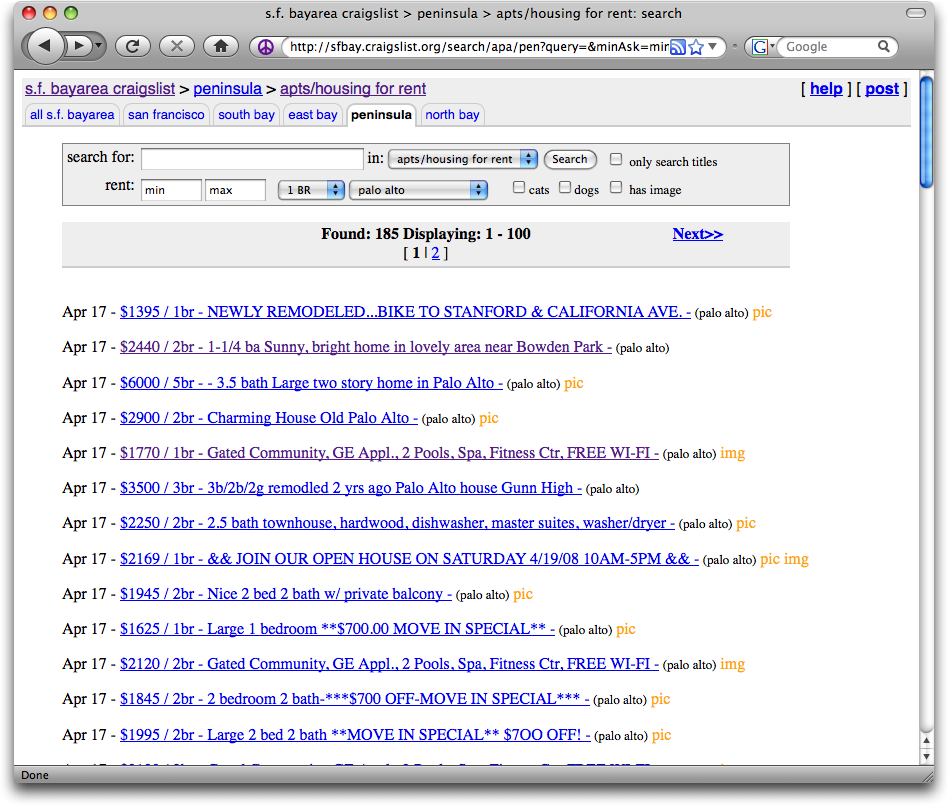 s.f. bayarea craigslist > peninsula > apts/housing for rent: search
http://sfbay.craigslist.org/search/apa/pen?query=&minAsk=min
G Google
s.f. bayarea craigslist > peninsula > apts/housing for rent [ help ] [ post ]
all s.f. bayarea san francisco south bay east bay peninsula north bay
search for: in: apts/housing for rent Search only search titles
rent: min max 1 BR palo alto cats dogs has image
Found: 185 Displaying: 1 - 100 Next>>
[ 1 | 2 ]
Apr 17 - $1395 / 1br - NEWLY REMODELED...BIKE TO STANFORD & CALIFORNIA AVE. - (palo alto) pic
Apr 17 - $2440 / 2br - 1-1/4 ba Sunny, bright home in lovely area near Bowden Park - (palo alto)
Apr 17 - $6000 / 5br - - 3.5 bath Large two story home in Palo Alto - (palo alto) pic
Apr 17 - $2900 / 2br - Charming House Old Palo Alto - (palo alto) pic
Apr 17 - $1770 / 1br - Gated Community, GE Appl., 2 Pools, Spa, Fitness Ctr, FREE WI-FI - (palo alto) img
Apr 17 - $3500 / 3br - 3b/2b/2g remodled 2 yrs ago Palo Alto house Gunn High - (palo alto)
Apr 17 - $2250 / 2br - 2.5 bath townhouse, hardwood, dishwasher, master suites, washer/dryer - (palo alto) pic
Apr 17 - $2169 / 1br - && JOIN OUR OPEN HOUSE ON SATURDAY 4/19/08 10AM-5PM && - (palo alto) pic img
Apr 17 - $1945 / 2br - Nice 2 bed 2 bath w/ private balcony - (palo alto) pic
Apr 17 - $1625 / 1br - Large 1 bedroom **$700.00 MOVE IN SPECIAL** - (palo alto) pic
Apr 17 - $2120 / 2br - Gated Community, GE Appl., 2 Pools, Spa, Fitness Ctr, FREE WI-FI - (palo alto) img
Apr 17 - $1845 / 2br - 2 bedroom 2 bath-***$700 OFF-MOVE IN SPECIAL*** - (palo alto) pic
Apr 17 - $1995 / 2br - Large 2 bed 2 bath **MOVE IN SPECIAL** $7OO OFF! - (palo alto) pic
Done